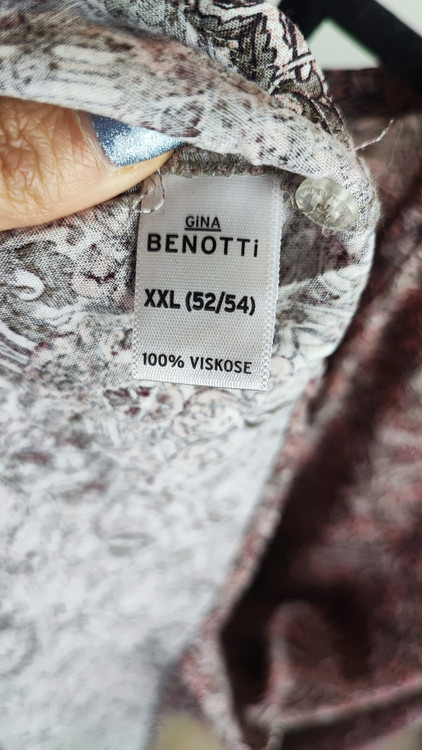 GiNA
BENOTTi
XXL (52/54)
100% VISKOSE